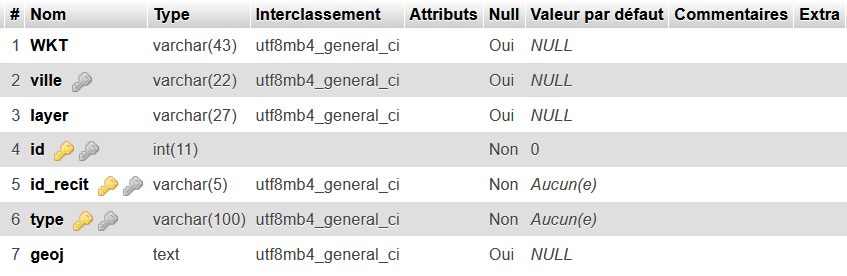 # Nom Type Interclassement Attributs Null Valeur par défaut Commentaires Extra
1 WKT varchar(43) utf8mb4_general_ci Oui NULL
2 ville varchar(22) utf8mb4_general_ci Oui NULL
3 layer varchar(27) utf8mb4_general_ci Oui NULL
4 id int(11) Non 0
5 id_recit varchar(5) utf8mb4_general_ci Non Aucun(e)
6 type varchar(100) utf8mb4_general_ci Non Aucun(e)
7 geoj text utf8mb4_general_ci Oui NULL